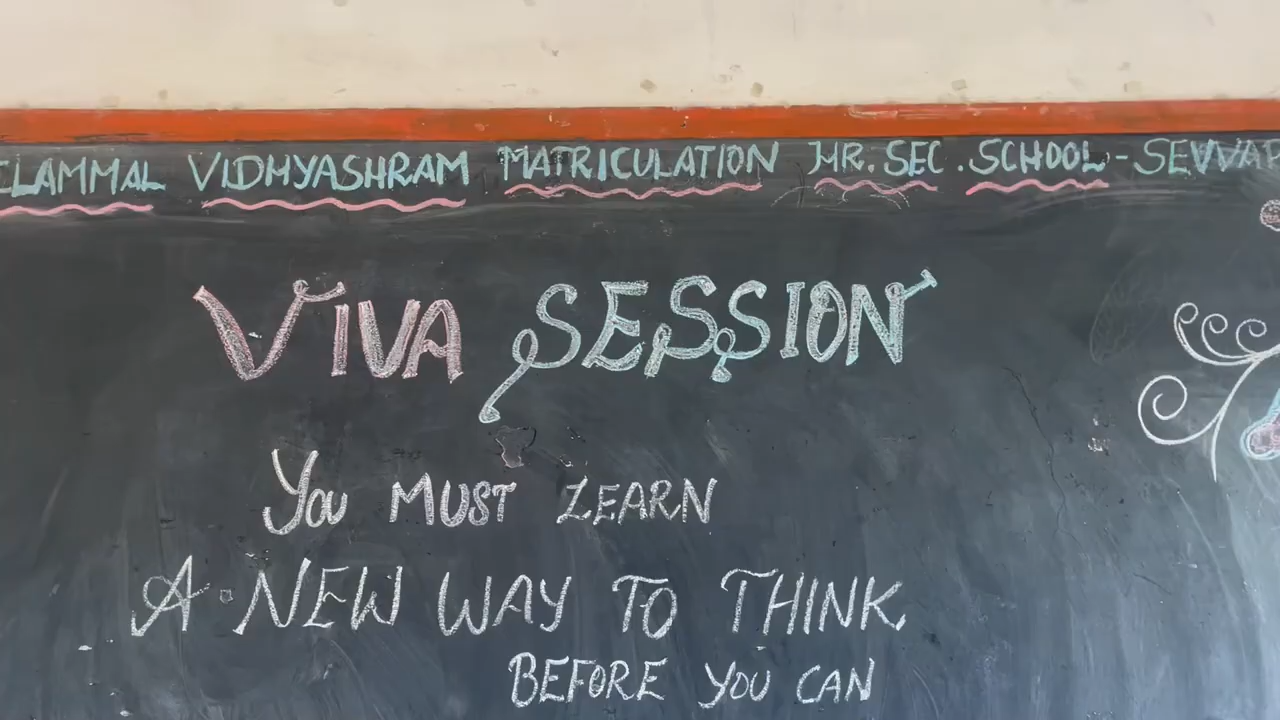 ELAMMAL VIDHYASHRAM MATRICULATION HR. SEC. SCHOOL - SEVVAP
VIVA SESSION
You MUST LEARN
A NEW WAY TO THINK
BEFORE YOU CAN